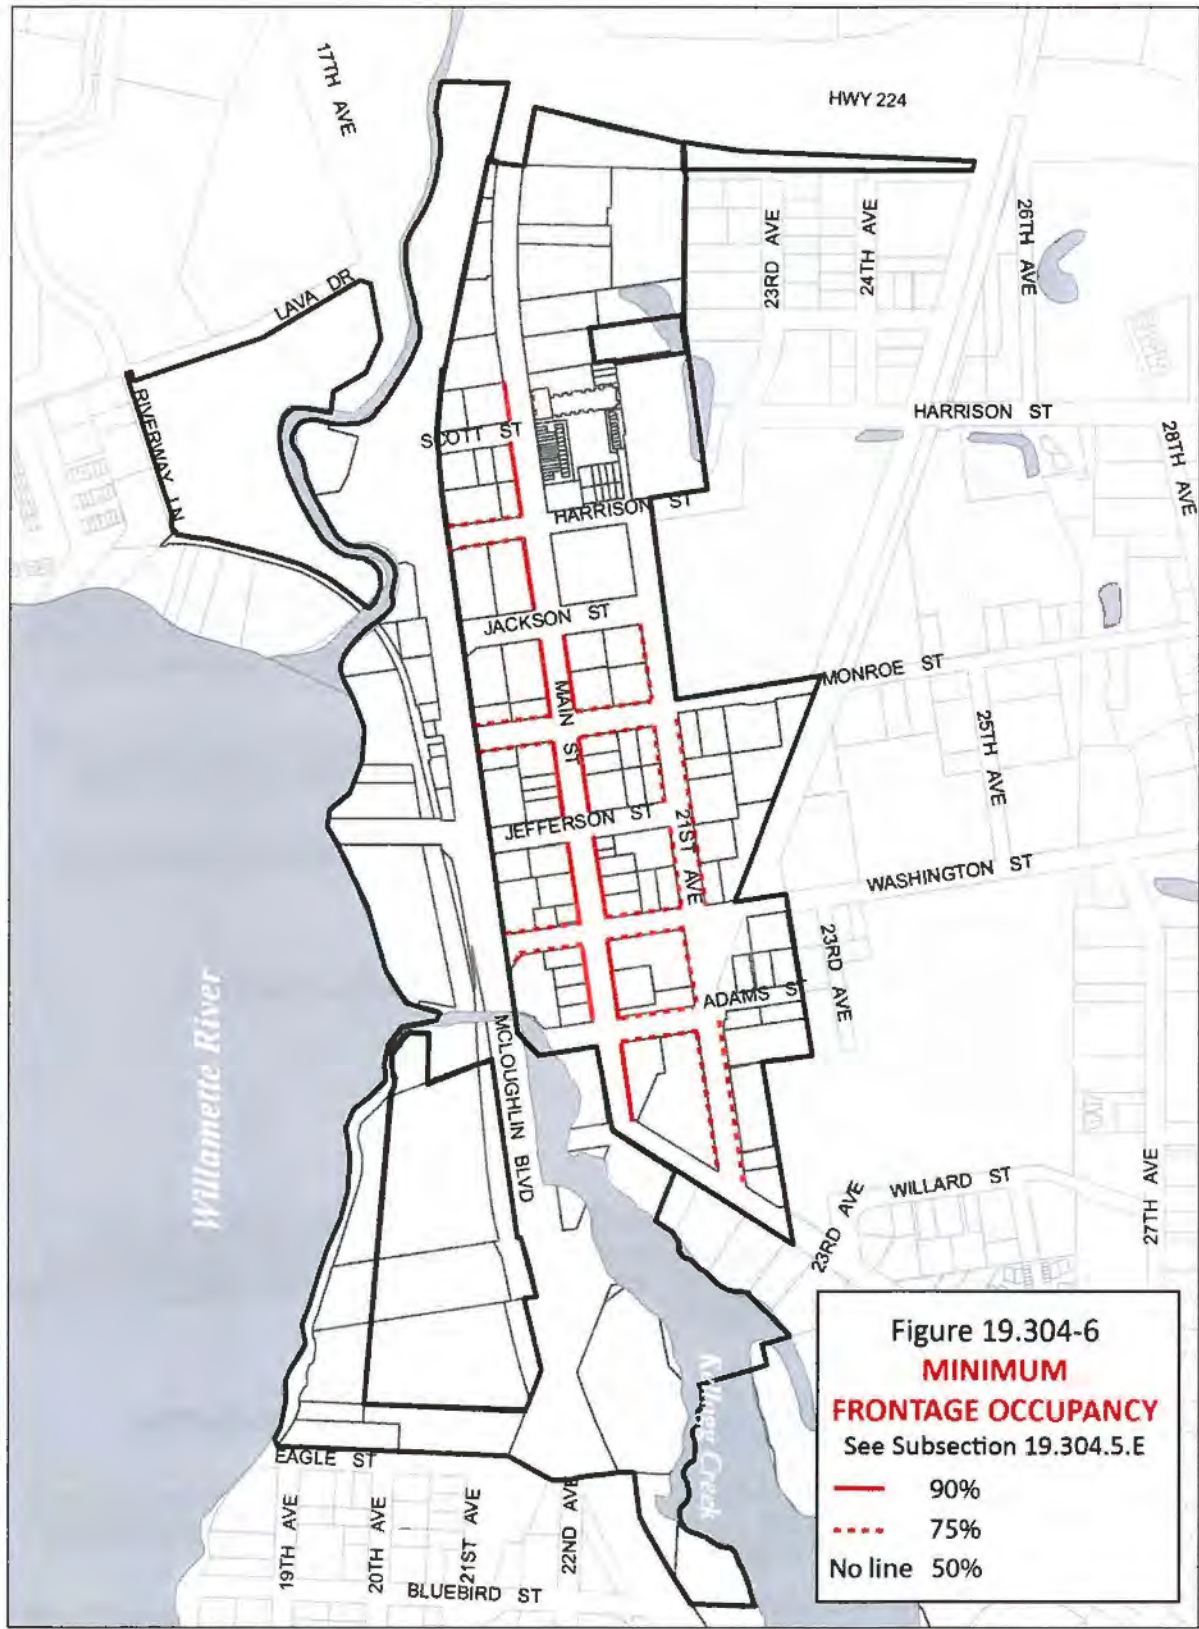 17TH AVE
HWY 224
23RD AVE
24TH AVE
26TH AVE
LAVA DR
RIVERWAY LN
SCOTT ST
HARRISON ST
HARRISON ST
28TH AVE
JACKSON ST
MAIN ST
MONROE ST
25TH AVE
JEFFERSON ST
21ST AVE
WASHINGTON ST
23RD AVE
ADAMS ST
Willamette River
MCLOUGHLIN BLVD
WILLARD ST
23RD AVE
27TH AVE
Kellogg Creek
EAGLE ST
19TH AVE
20TH AVE
21ST AVE
22ND AVE
BLUEBIRD ST
Figure 19.304-6
MINIMUM
FRONTAGE OCCUPANCY
See Subsection 19.304.5.E
90%
75%
No line 50%